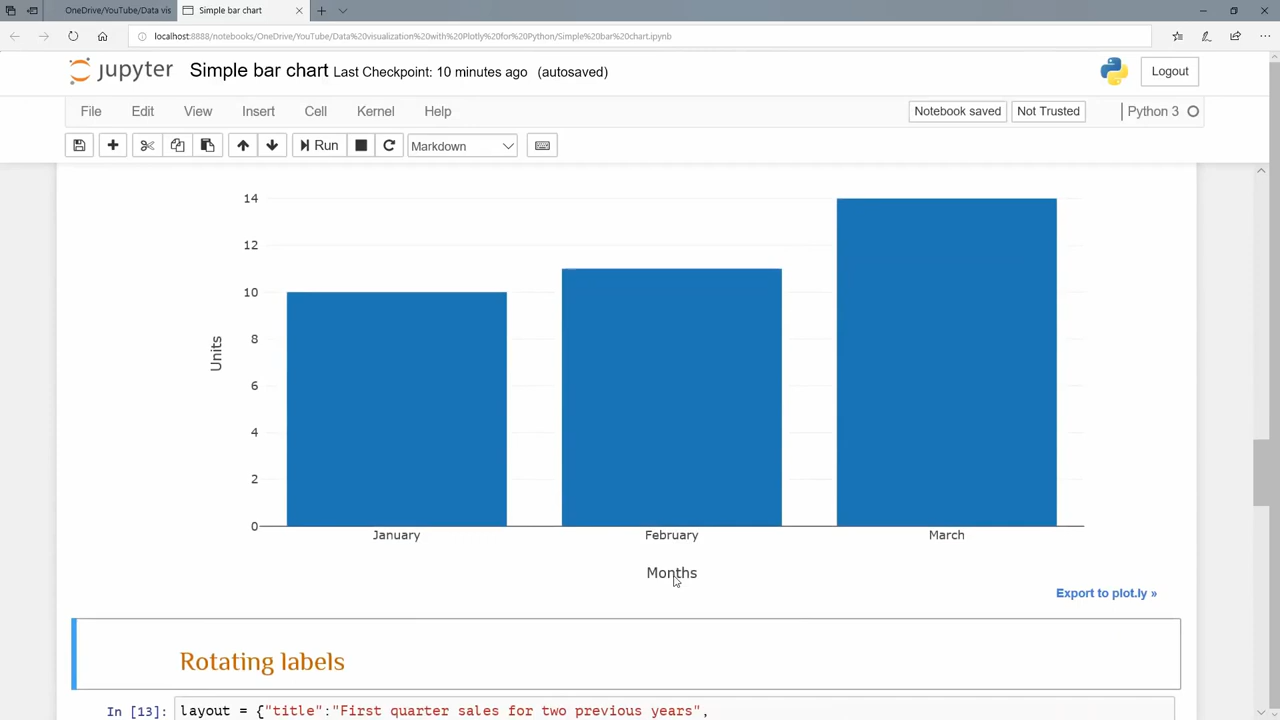 OneDrive/YouTube/Data vis
Simple bar chart
localhost:8888/notebooks/OneDrive/YouTube/Data%20visualization%20with%20Plotly%20for%20Python/Simple%20bar%20chart.ipynb
jupyter Simple bar chart Last Checkpoint: 10 minutes ago (autosaved)
Logout
File Edit View Insert Cell Kernel Help
Notebook saved Not Trusted Python 3
Run Markdown
14
12
10
8
6
4
2
0
Units
January February March
Months
Export to plot.ly »
Rotating labels
In [13]: layout = {"title":"First quarter sales for two previous years",